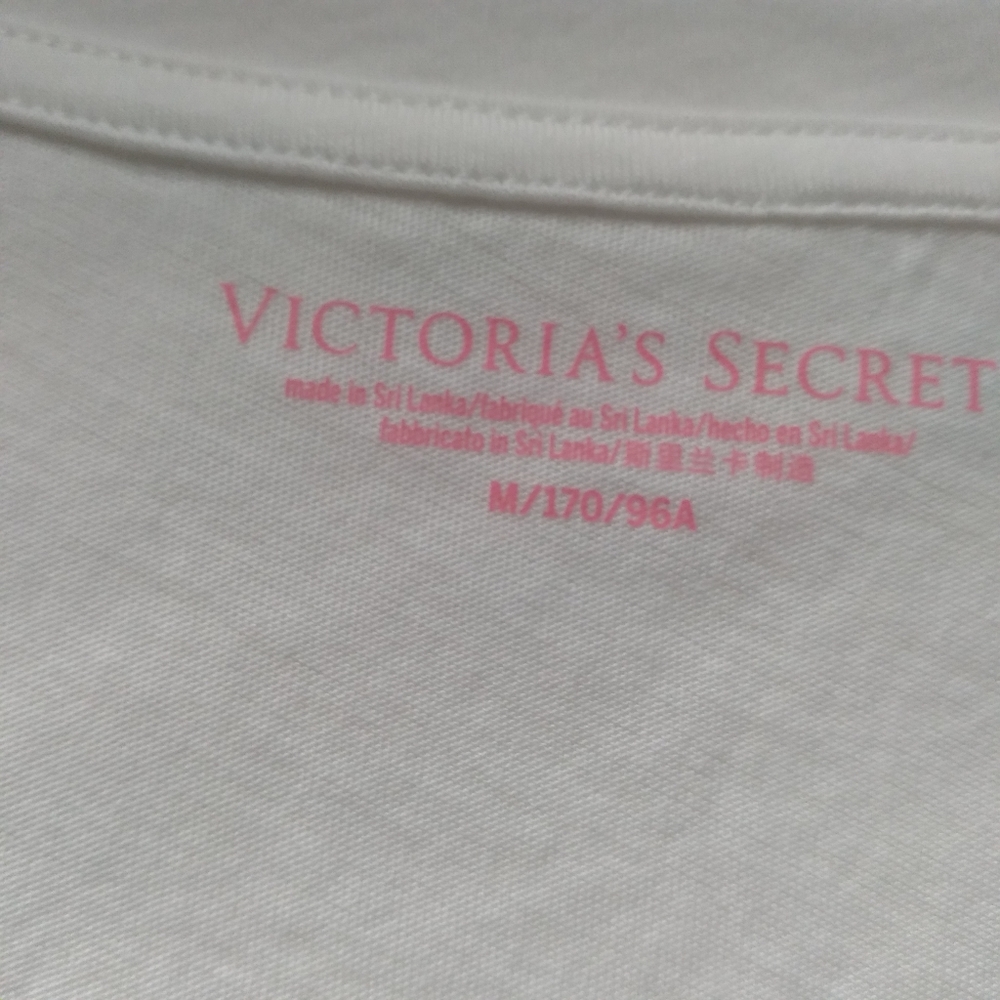 VICTORIA'S SECRET
made in Sri Lanka/fabriqué au Sri Lanka/hecho en Sri Lanka/
fabbricato in Sri Lanka/斯里兰卡制造
M/170/96A